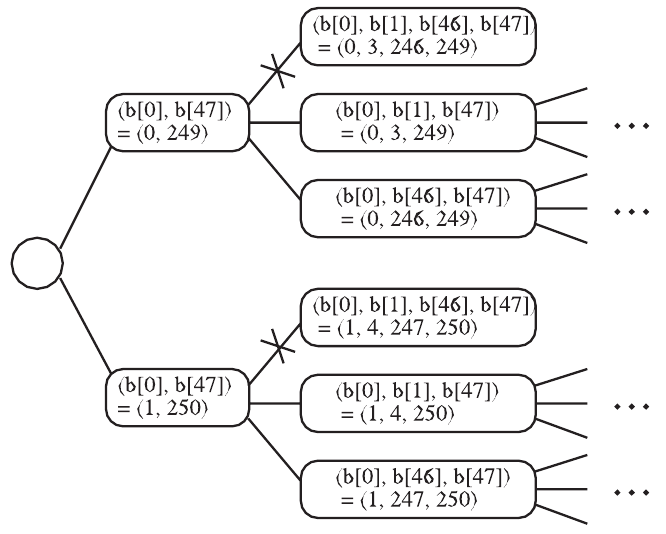 (b[0], b[1], b[46], b[47])
= (0, 3, 246, 249)
(b[0], b[47])
= (0, 249)
(b[0], b[1], b[47])
= (0, 3, 249)
(b[0], b[46], b[47])
= (0, 246, 249)
(b[0], b[1], b[46], b[47])
= (1, 4, 247, 250)
(b[0], b[47])
= (1, 250)
(b[0], b[1], b[47])
= (1, 4, 250)
(b[0], b[46], b[47])
= (1, 247, 250)